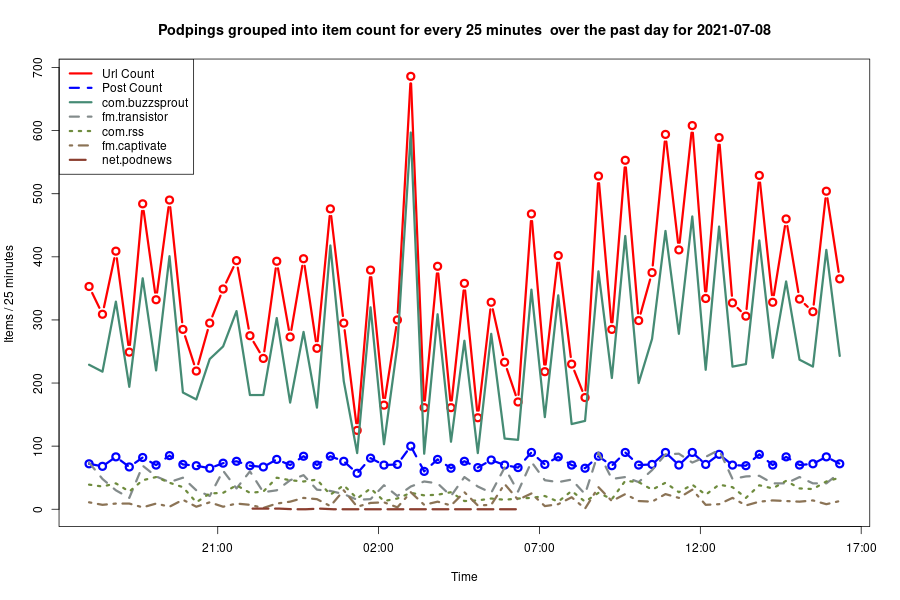 Podpings grouped into item count for every 25 minutes  over the past day for 2021-07-08
Url Count
Post Count
com.buzzsprout
fm.transistor
com.rss
fm.captivate
net.podnews
700
600
500
400
300
200
100
0
Items / 25 minutes
21:00
02:00
07:00
12:00
17:00
Time